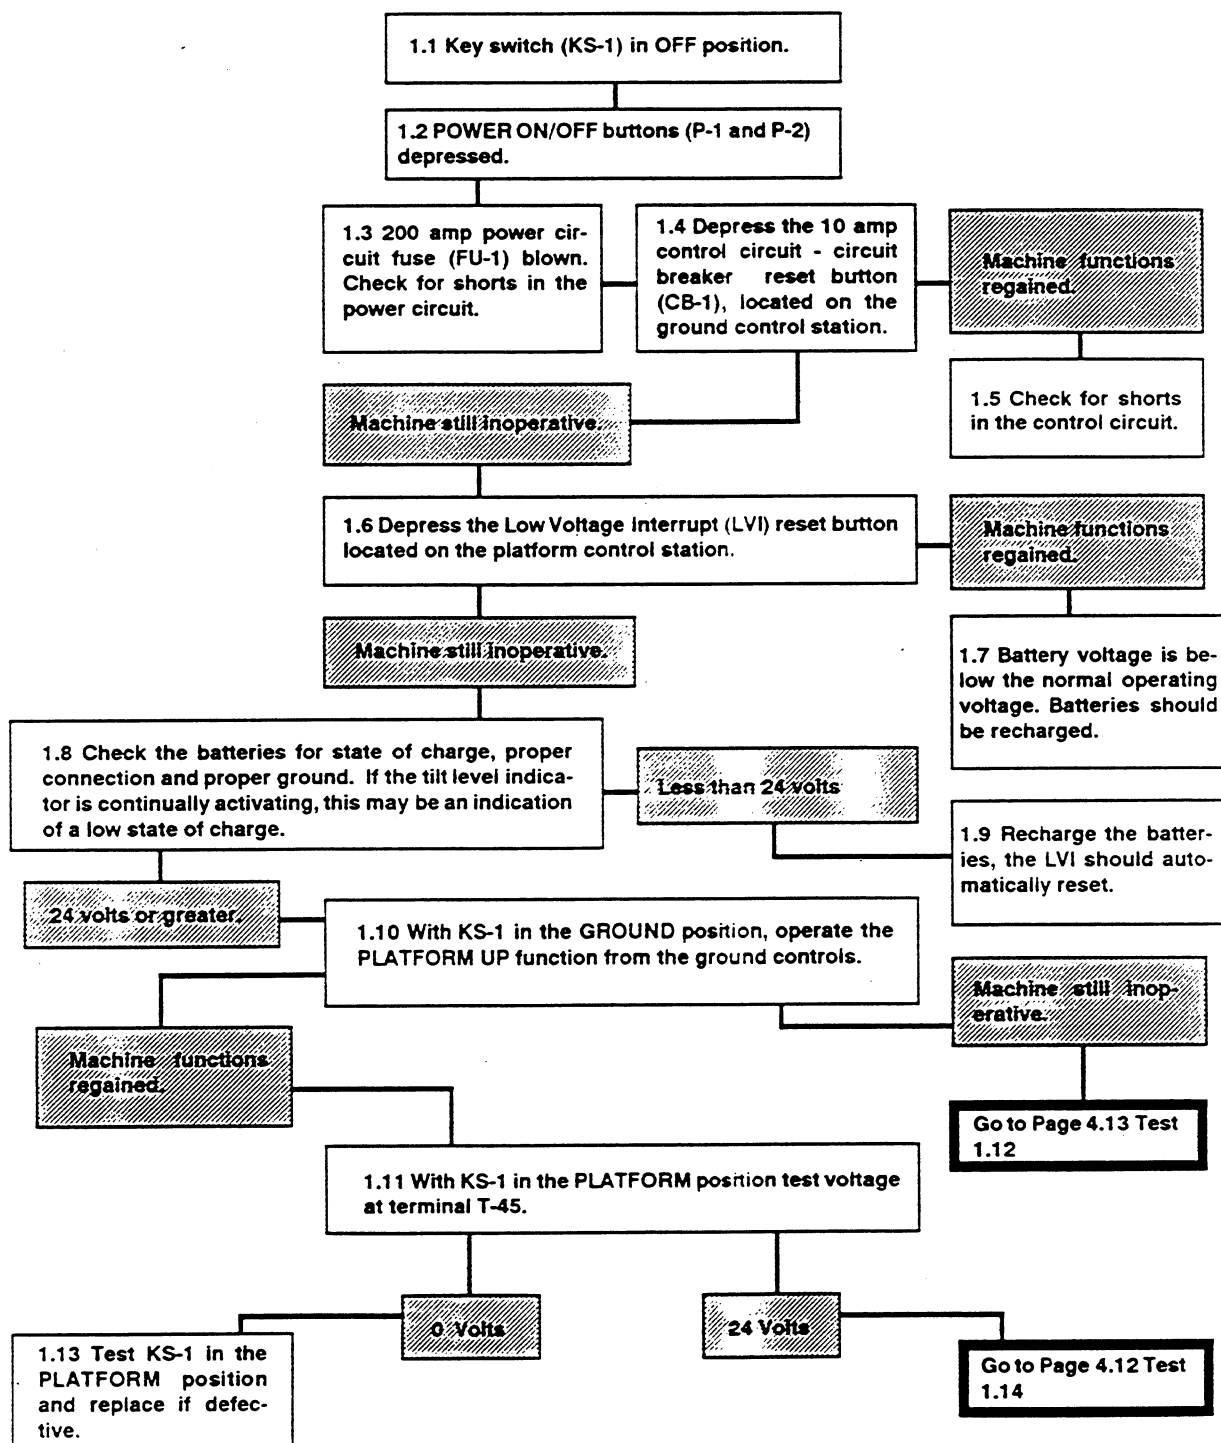 1.1 Key switch (KS-1) in OFF position.
1.2 POWER ON/OFF buttons (P-1 and P-2)
depressed.
1.3 200 amp power cir-
cuit fuse (FU-1) blown.
Check for shorts in the
power circuit.
1.4 Depress the 10 amp
control circuit - circuit
breaker reset button
(CB-1), located on the
ground control station.
Machine functions
regained.
1.5 Check for shorts
in the control circuit.
Machine still inoperative.
1.6 Depress the Low Voltage Interrupt (LVI) reset button
located on the platform control station.
Machine functions
regained.
Machine still inoperative.
1.7 Battery voltage is be-
low the normal operating
voltage. Batteries should
be recharged.
1.8 Check the batteries for state of charge, proper
connection and proper ground. If the tilt level indica-
tor is continually activating, this may be an indication
of a low state of charge.
Less than 24 volts
1.9 Recharge the batter-
ies, the LVI should auto-
matically reset.
24 volts or greater.
1.10 With KS-1 in the GROUND position, operate the
PLATFORM UP function from the ground controls.
Machine still inop-
erative.
Machine functions
regained.
Go to Page 4.13 Test
1.12
1.11 With KS-1 in the PLATFORM position test voltage
at terminal T-45.
0 Volts
24 Volts
1.13 Test KS-1 in the
PLATFORM position
and replace if defec-
tive.
Go to Page 4.12 Test
1.14